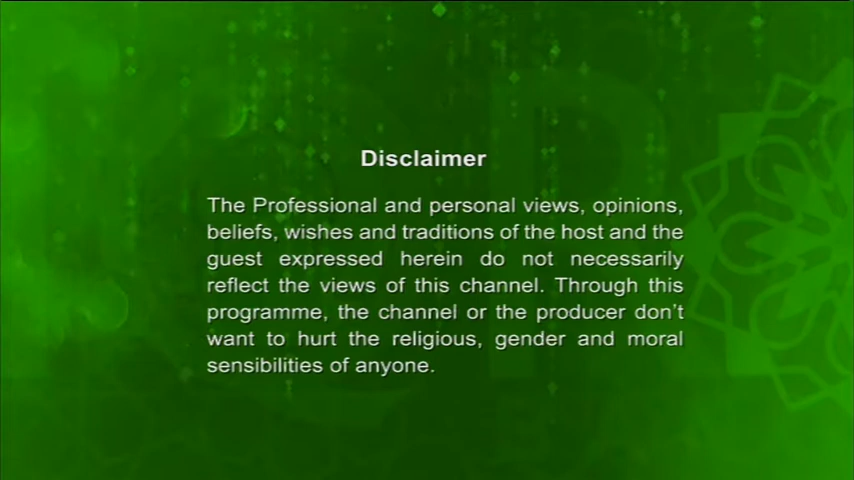 Disclaimer
The Professional and personal views, opinions,
beliefs, wishes and traditions of the host and the
guest expressed herein do not necessarily
reflect the views of this channel. Through this
programme, the channel or the producer don't
want to hurt the religious, gender and moral
sensibilities of anyone.